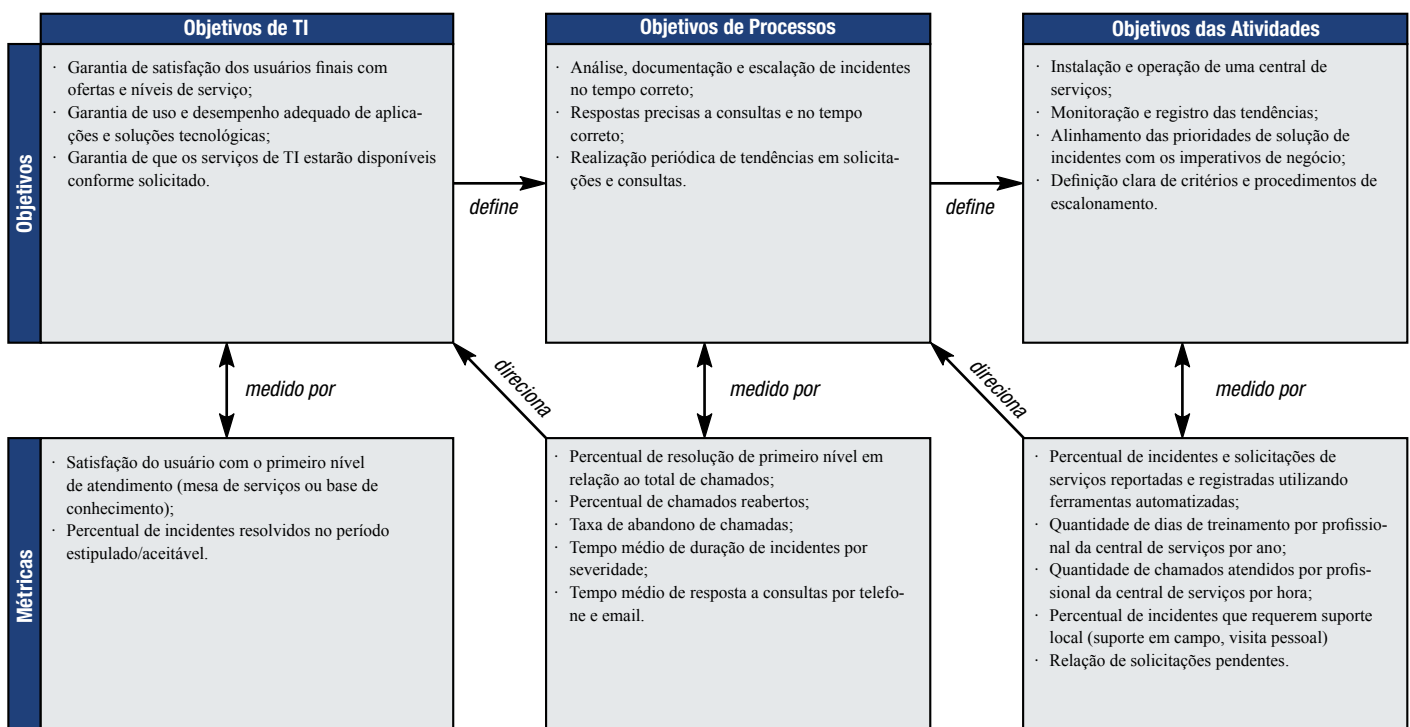 Objetivos de TI
Objetivos de Processos
Objetivos das Atividades
Objetivos
· Garantia de satisfação dos usuários finais com
ofertas e níveis de serviço;
· Garantia de uso e desempenho adequado de aplica-
ções e soluções tecnológicas;
· Garantia de que os serviços de TI estarão disponíveis
conforme solicitado.
define
· Análise, documentação e escalação de incidentes
no tempo correto;
· Respostas precisas a consultas e no tempo
correto;
· Realização periódica de tendências em solicita-
ções e consultas.
define
· Instalação e operação de uma central de
serviços;
· Monitoração e registro das tendências;
· Alinhamento das prioridades de solução de
incidentes com os imperativos de negócio;
· Definição clara de critérios e procedimentos de
escalonamento.
medido por
direciona
medido por
direciona
medido por
Métricas
· Satisfação do usuário com o primeiro nível
de atendimento (mesa de serviços ou base de
conhecimento);
· Percentual de incidentes resolvidos no período
estipulado/aceitável.
· Percentual de resolução de primeiro nível em
relação ao total de chamados;
· Percentual de chamados reabertos;
· Taxa de abandono de chamadas;
· Tempo médio de duração de incidentes por
severidade;
· Tempo médio de resposta a consultas por telefo-
ne e email.
· Percentual de incidentes e solicitações de
serviços reportadas e registradas utilizando
ferramentas automatizadas;
· Quantidade de dias de treinamento por profissio-
nal da central de serviços por ano;
· Quantidade de chamados atendidos por profis-
sional da central de serviços por hora;
· Percentual de incidentes que requerem suporte
local (suporte em campo, visita pessoal)
· Relação de solicitações pendentes.